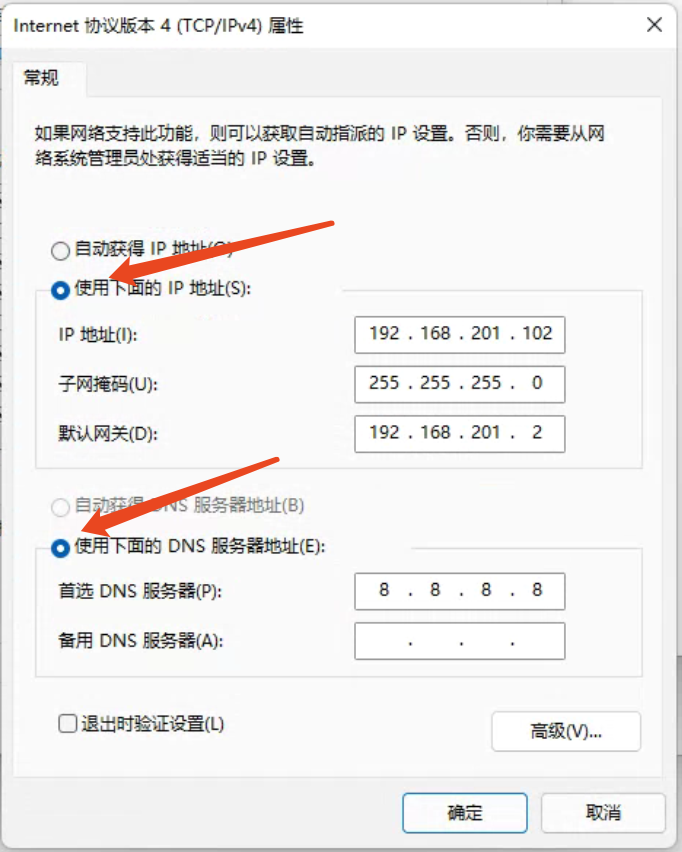 Internet 协议版本 4 (TCP/IPv4) 属性
常规
如果网络支持此功能，则可以获取自动指派的 IP 设置。否则，你需要从网
络系统管理员处获得适当的 IP 设置。
自动获得 IP 地址(O)
使用下面的 IP 地址(S):
IP 地址(I):
192 . 168 . 201 . 102
子网掩码(U):
255 . 255 . 255 . 0
默认网关(D):
192 . 168 . 201 . 2
自动获得 DNS 服务器地址(B)
使用下面的 DNS 服务器地址(E):
首选 DNS 服务器(P):
8 . 8 . 8 . 8
备用 DNS 服务器(A):
. . .
退出时验证设置(L)
高级(V)...
确定
取消